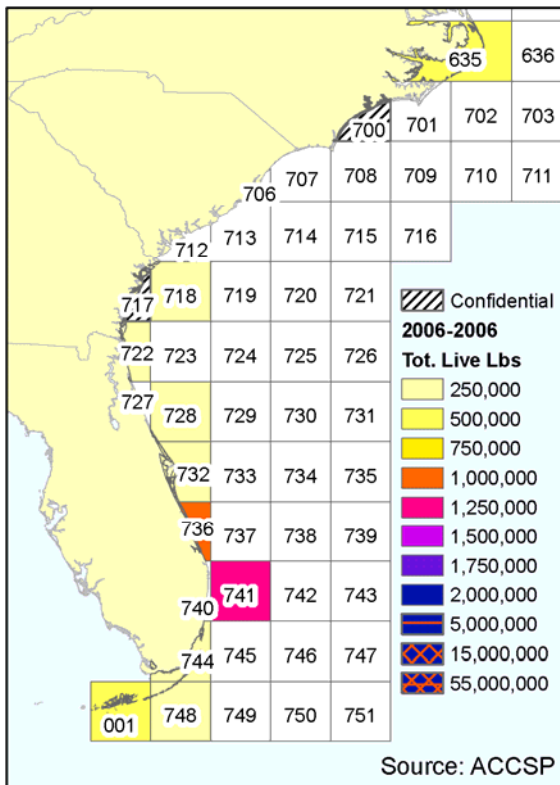 635 636
700 701 702 703
706 707 708 709 710 711
712 713 714 715 716
717 718 719 720 721
722 723 724 725 726
727 728 729 730 731
732 733 734 735
736 737 738 739
740 741 742 743
744 745 746 747
001 748 749 750 751
Confidential
2006-2006
Tot. Live Lbs
250,000
500,000
750,000
1,000,000
1,250,000
1,500,000
1,750,000
2,000,000
5,000,000
15,000,000
55,000,000
Source: ACCSP